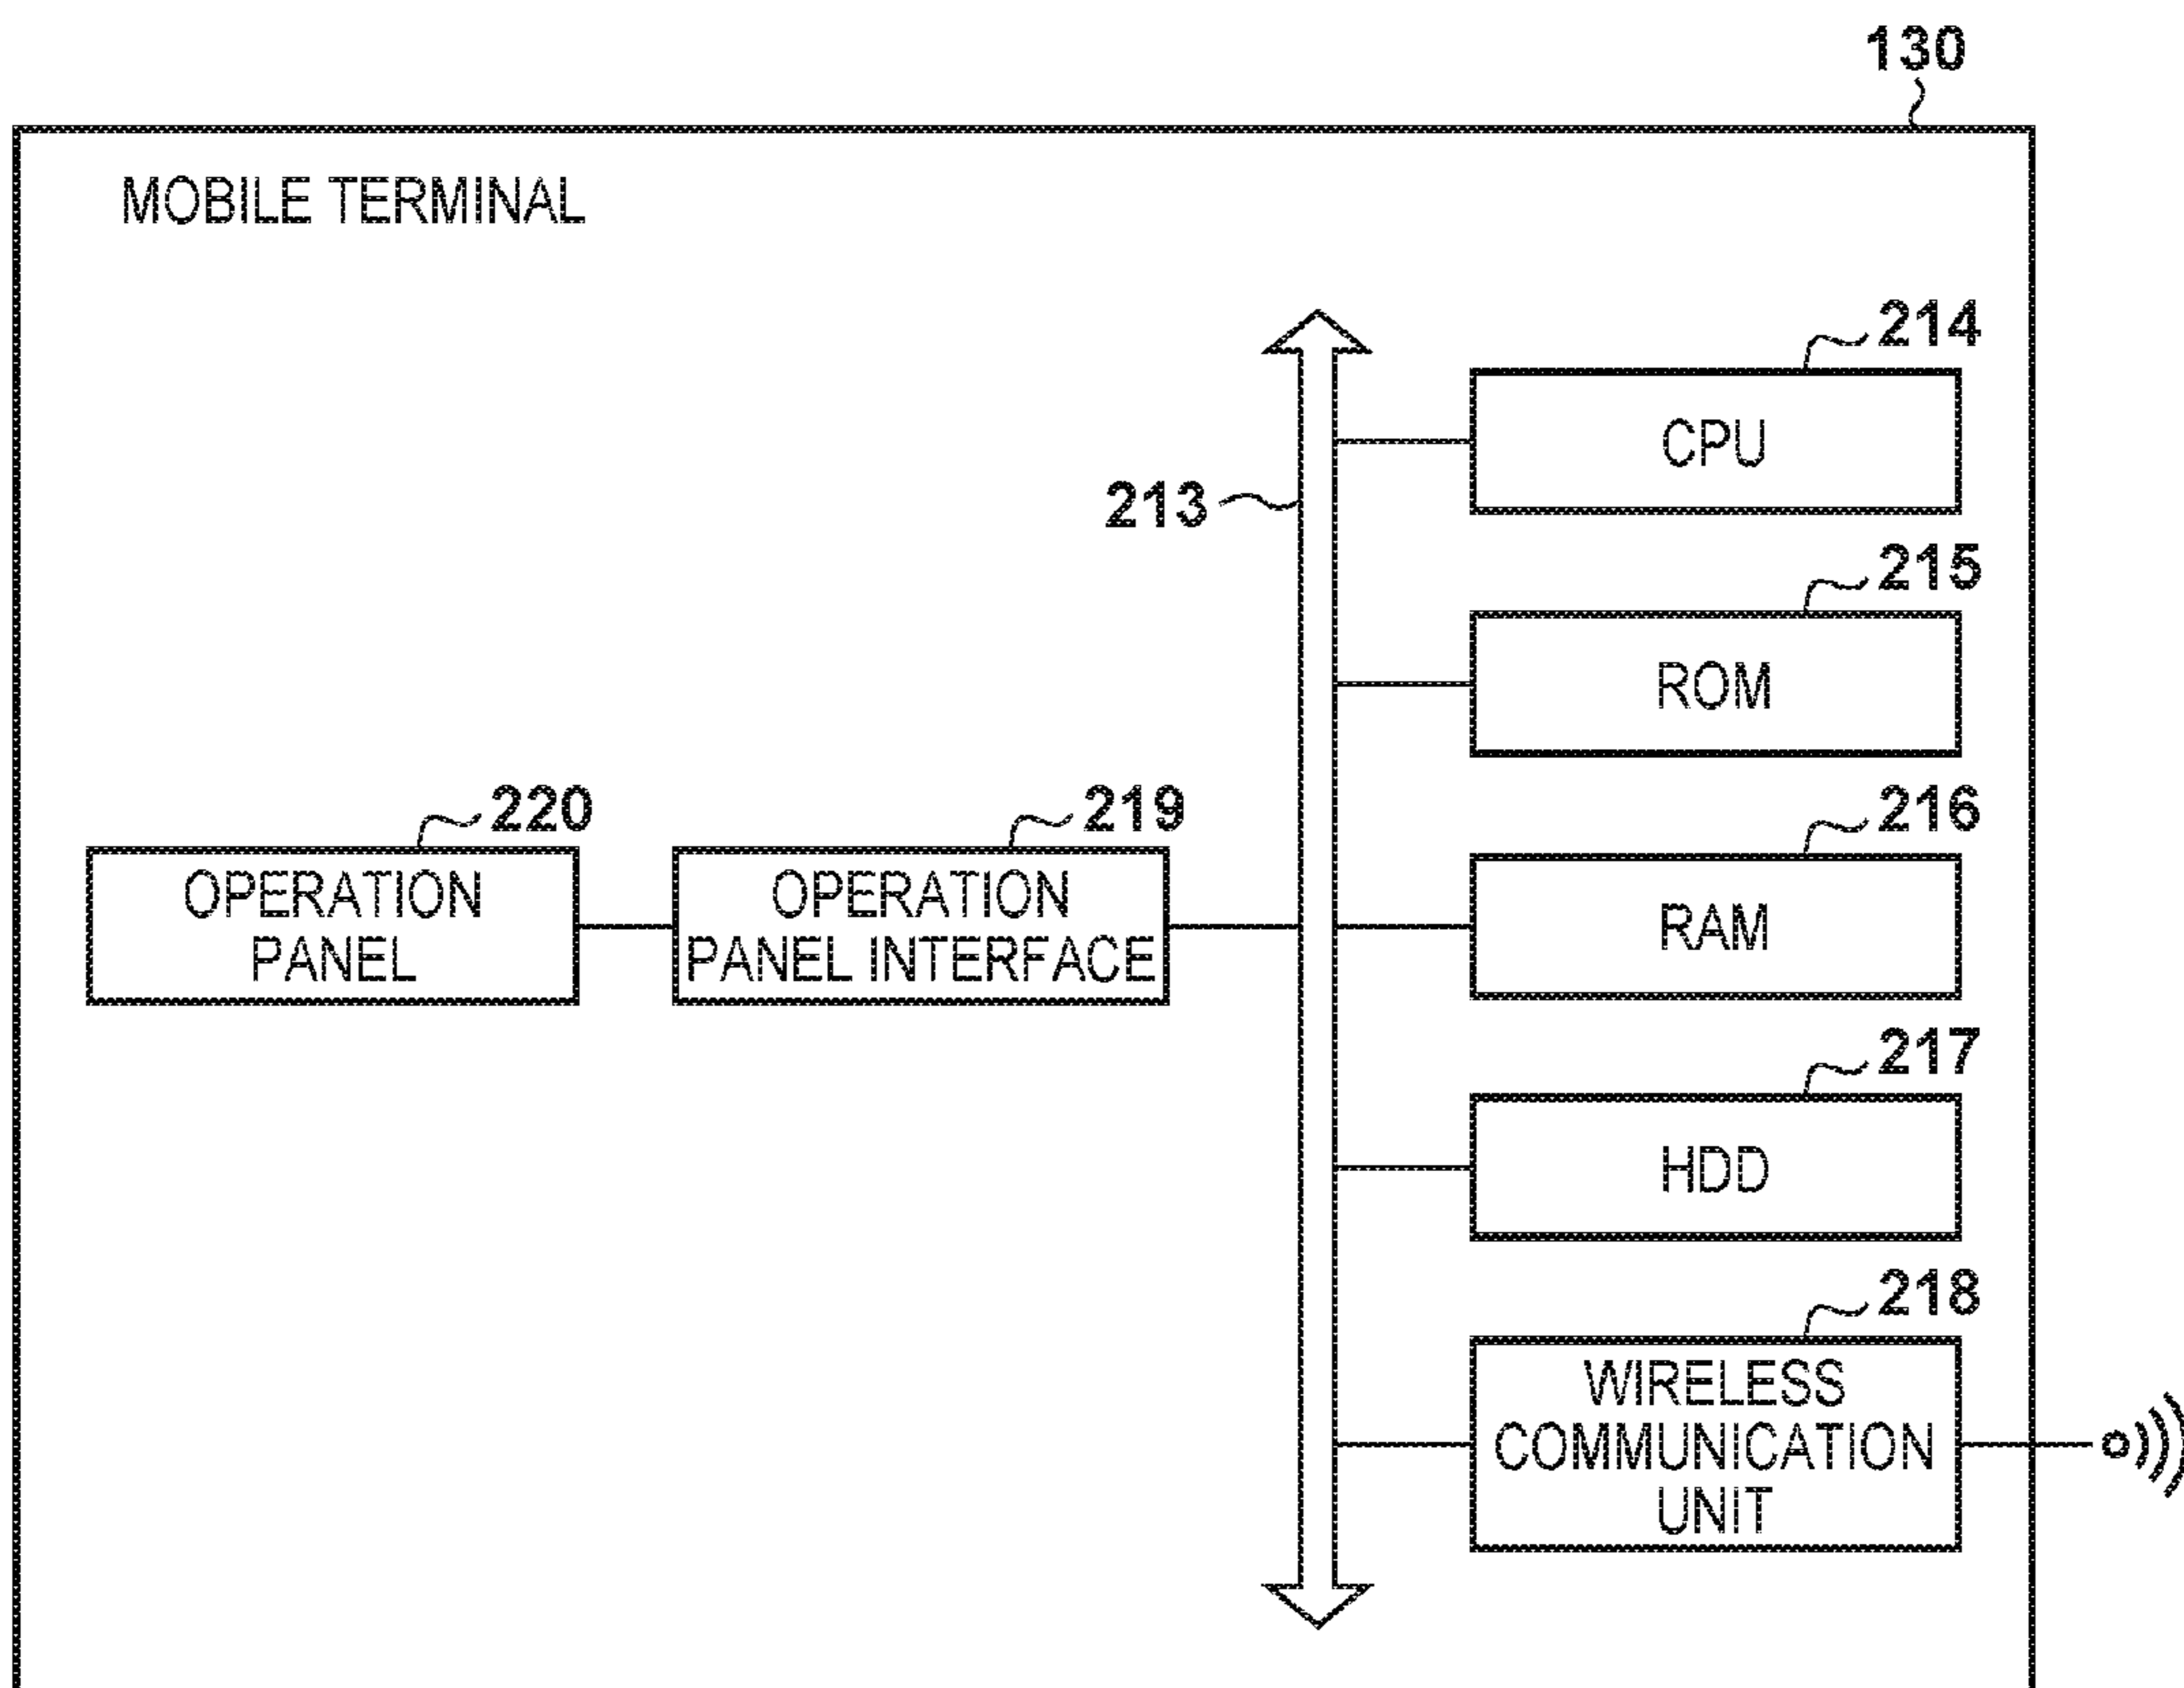 130
MOBILE TERMINAL
214
CPU
213
215
ROM
220
219
216
OPERATION
PANEL
OPERATION
PANEL INTERFACE
RAM
217
HDD
218
WIRELESS
COMMUNICATION
UNIT